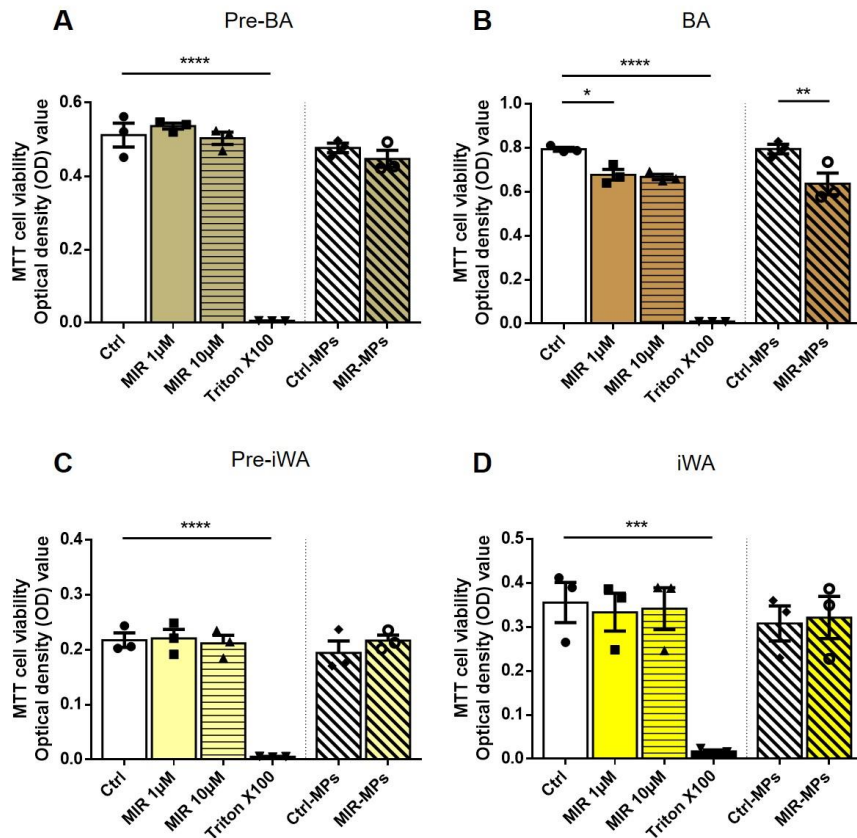 A
Pre-BA
MTT cell viability
Optical density (OD) value
0.6
0.4
0.2
0.0
****
Ctrl
MIR 1µM
MIR 10µM
Triton X100
Ctrl-MPs
MIR-MPs
B
BA
MTT cell viability
Optical density (OD) value
1.0
0.8
0.6
0.4
0.2
0.0
****
*
**
Ctrl
MIR 1µM
MIR 10µM
Triton X100
Ctrl-MPs
MIR-MPs
C
Pre-iWA
MTT cell viability
Optical density (OD) value
0.4
0.3
0.2
0.1
0.0
****
Ctrl
MIR 1µM
MIR 10µM
Triton X100
Ctrl-MPs
MIR-MPs
D
iWA
MTT cell viability
Optical density (OD) value
0.5
0.4
0.3
0.2
0.1
0.0
***
Ctrl
MIR 1µM
MIR 10µM
Triton X100
Ctrl-MPs
MIR-MPs